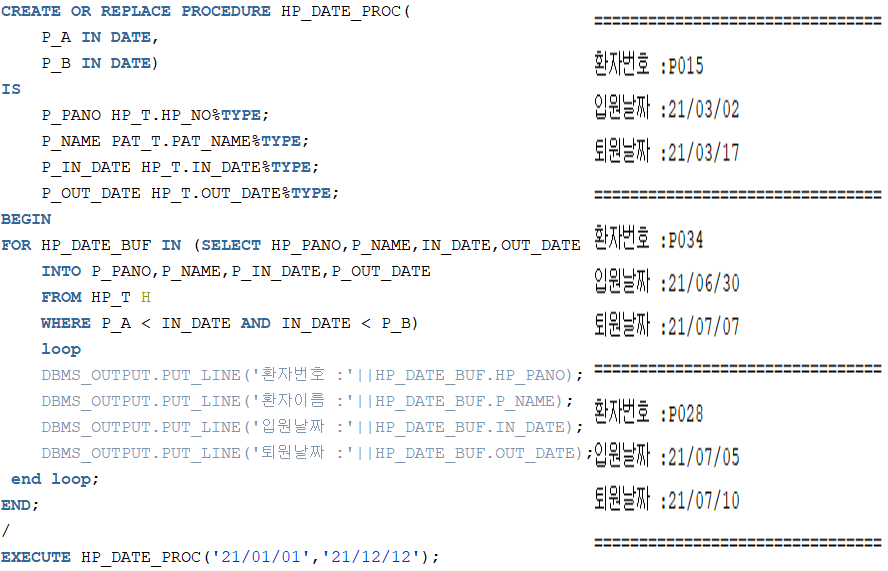 CREATE OR REPLACE PROCEDURE HP_DATE_PROC(
P_A IN DATE,
P_B IN DATE)
IS
P_PANO HP_T.HP_NO%TYPE;
P_NAME PAT_T.PAT_NAME%TYPE;
P_IN_DATE HP_T.IN_DATE%TYPE;
P_OUT_DATE HP_T.OUT_DATE%TYPE;
BEGIN
FOR HP_DATE_BUF IN (SELECT HP_PANO,P_NAME,IN_DATE,OUT_DATE
INTO P_PANO,P_NAME,P_IN_DATE,P_OUT_DATE
FROM HP_T H
WHERE P_A < IN_DATE AND IN_DATE < P_B)
loop
DBMS_OUTPUT.PUT_LINE('환자번호 :'||HP_DATE_BUF.HP_PANO);
DBMS_OUTPUT.PUT_LINE('환자이름 :'||HP_DATE_BUF.P_NAME);
DBMS_OUTPUT.PUT_LINE('입원날짜 :'||HP_DATE_BUF.IN_DATE);
DBMS_OUTPUT.PUT_LINE('퇴원날짜 :'||HP_DATE_BUF.OUT_DATE);
end loop;
END;
/
EXECUTE HP_DATE_PROC('21/01/01','21/12/12');
================================
환자번호 :P015
입원날짜 :21/03/02
퇴원날짜 :21/03/17
================================
환자번호 :P034
입원날짜 :21/06/30
퇴원날짜 :21/07/07
================================
환자번호 :P028
입원날짜 :21/07/05
퇴원날짜 :21/07/10
================================